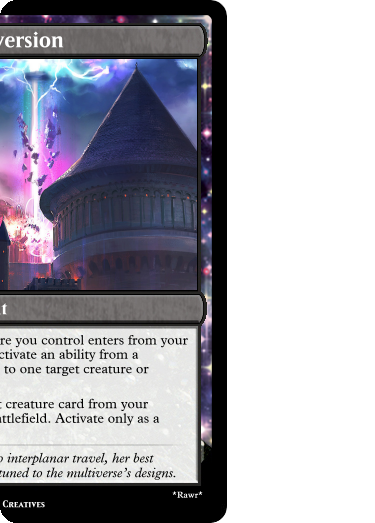 version
t
re you control enters from your
ctivate an ability from a
to one target creature or
t creature card from your
ttlefield. Activate only as a
o interplanar travel, her best
tuned to the multiverse's designs.
*Rawr*
Creatives